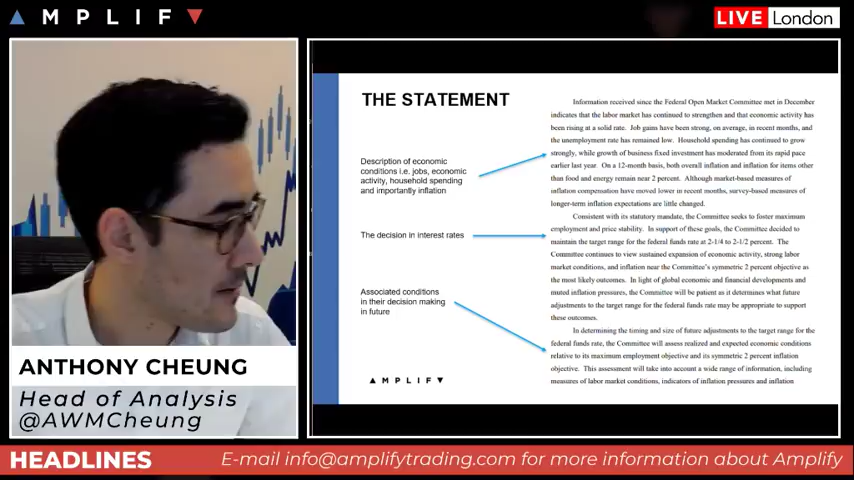 AMPLIFY
LIVE London
THE STATEMENT
Description of economic
conditions i.e. jobs, economic
activity, household spending
and importantly inflation
The decision in interest rates
Associated conditions
in their decision making
in future
AMPLIFY
Information received since the Federal Open Market Committee met in December
indicates that the labor market has continued to strengthen and that economic activity has
been rising at a solid rate. Job gains have been strong, on average, in recent months, and
the unemployment rate has remained low. Household spending has continued to grow
strongly, while growth of business fixed investment has moderated from its rapid pace
earlier last year. On a 12-month basis, both overall inflation and inflation for items other
than food and energy remain near 2 percent. Although market-based measures of
inflation compensation have moved lower in recent months, survey-based measures of
longer-term inflation expectations are little changed.
Consistent with its statutory mandate, the Committee seeks to foster maximum
employment and price stability. In support of these goals, the Committee decided to
maintain the target range for the federal funds rate at 2-1/4 to 2-1/2 percent. The
Committee continues to view sustained expansion of economic activity, strong labor
market conditions, and inflation near the Committee's symmetric 2 percent objective as
the most likely outcomes. In light of global economic and financial developments and
muted inflation pressures, the Committee will be patient as it determines what future
adjustments to the target range for the federal funds rate may be appropriate to support
these outcomes.
In determining the timing and size of future adjustments to the target range for the
federal funds rate, the Committee will assess realized and expected economic conditions
relative to its maximum employment objective and its symmetric 2 percent inflation
objective. This assessment will take into account a wide range of information, including
measures of labor market conditions, indicators of inflation pressures and inflation
ANTHONY CHEUNG
Head of Analysis
@AWMCheung
HEADLINES E-mail info@amplifytrading.com for more information about Amplify